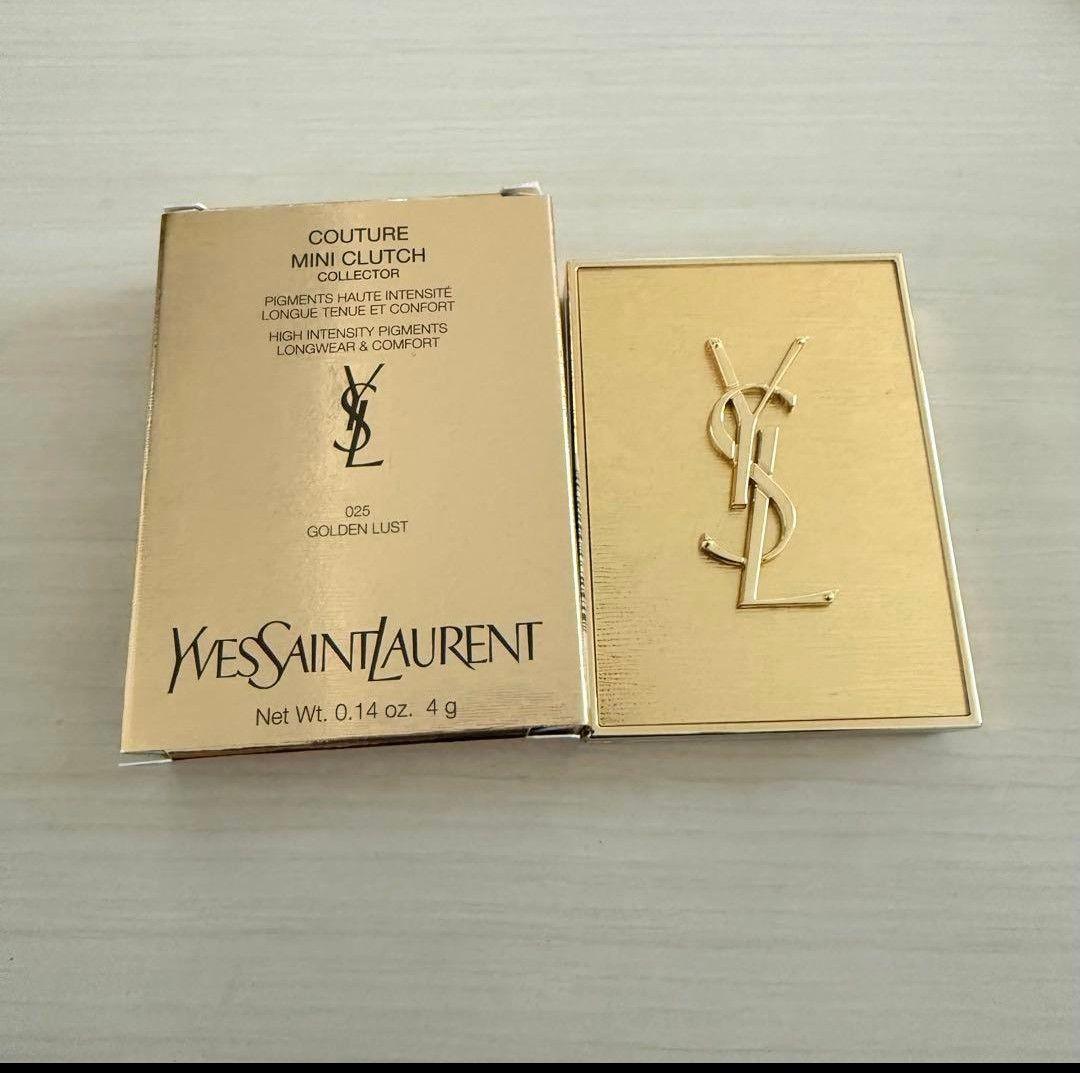 COUTURE
MINI CLUTCH
COLLECTOR
PIGMENTS HAUTE INTENSITÉ
LONGUE TENUE ET CONFORT
HIGH INTENSITY PIGMENTS
LONGWEAR & COMFORT
YSL
025
GOLDEN LUST
YVESSAINTLAURENT
Net Wt. 0.14 oz. 4 g
YSL